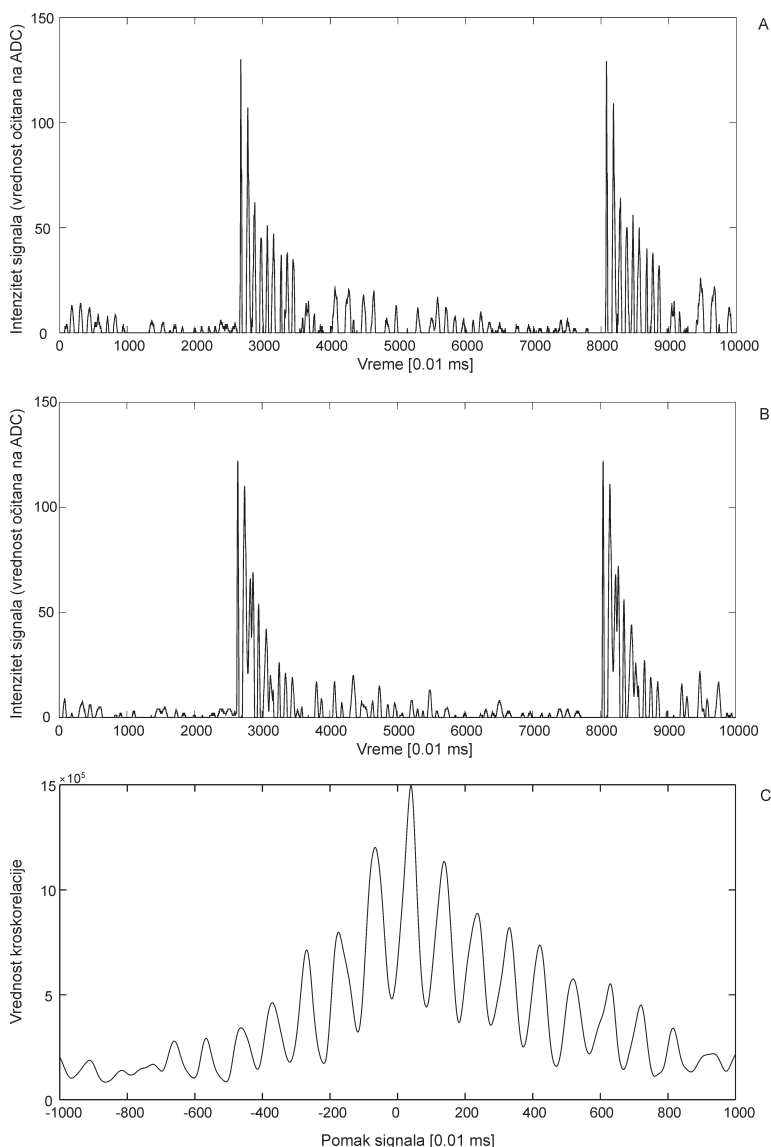 A
Intenzitet signala (vrednost očitana na ADC)
150
100
50
0
0 1000 2000 3000 4000 5000 6000 7000 8000 9000 10000
Vreme [0.01 ms]
B
Intenzitet signala (vrednost očitana na ADC)
150
100
50
0
0 1000 2000 3000 4000 5000 6000 7000 8000 9000 10000
Vreme [0.01 ms]
C
×10⁵
Vrednost kroskorelacije
15
10
5
0
-1000 -800 -600 -400 -200 0 200 400 600 800 1000
Pomak signala [0.01 ms]